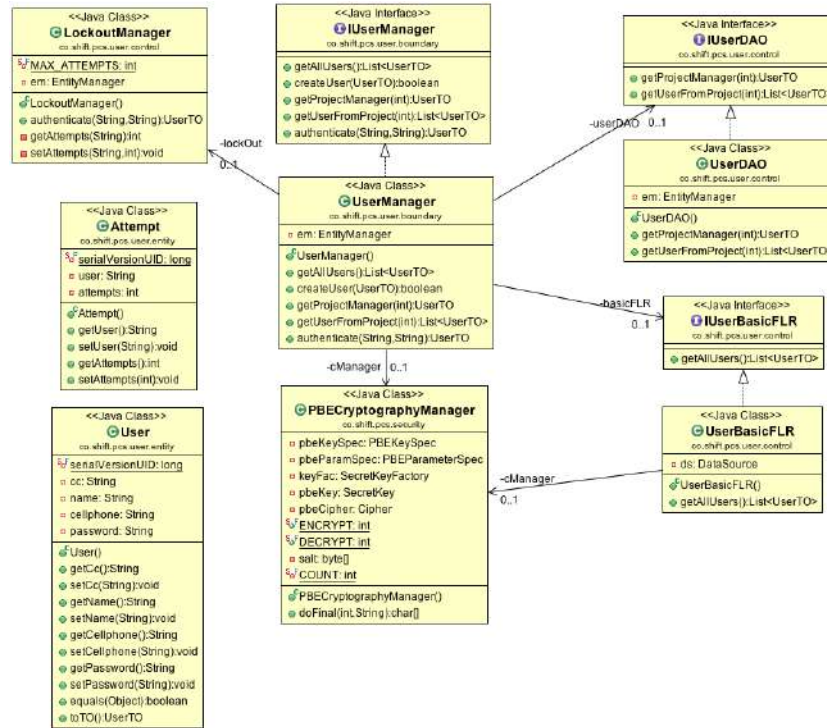 <<Java Class>>
LockoutManager
co.shift.pcs.user.control
MAX_ATTEMPTS: int
em: EntityManager
LockoutManager()
authenticate(String,String):UserTO
getAttempts(String):int
setAttempts(String,int):void
<<Java Interface>>
IUserManager
co.shift.pcs.user.boundary
getAllUsers():List<UserTO>
createUser(UserTO):boolean
getProjectManager(int):UserTO
getUserFromProject(int):List<UserTO>
authenticate(String,String):UserTO
<<Java Interface>>
IUserDAO
co.shift.pcs.user.control
getProjectManager(int):UserTO
getUserFromProject(int):List<UserTO>
-lockOut
0..1
-userDAO
0..1
<<Java Class>>
UserDAO
co.shift.pcs.user.control
em: EntityManager
UserDAO()
getProjectManager(int):UserTO
getUserFromProject(int):List<UserTO>
<<Java Class>>
UserManager
co.shift.pcs.user.boundary
em: EntityManager
UserManager()
getAllUsers():List<UserTO>
createUser(UserTO):boolean
getProjectManager(int):UserTO
getUserFromProject(int):List<UserTO>
authenticate(String,String):UserTO
<<Java Class>>
Attempt
co.shift.pcs.user.entity
serialVersionUID: long
user: String
attempts: int
Attempt()
getUser():String
setUser(String):void
getAttempts():int
setAttempts(int):void
-basicFLR
0..1
<<Java Interface>>
IUserBasicFLR
co.shift.pcs.user.control
getAllUsers():List<UserTO>
-cManager
0..1
<<Java Class>>
PBECryptographyManager
co.shift.pcs.security
pbeKeySpec: PBEKeySpec
pbeParamSpec: PBEParameterSpec
keyFac: SecretKeyFactory
pbeKey: SecretKey
pbeCipher: Cipher
ENCRYPT: int
DECRYPT: int
salt: byte[]
COUNT: int
PBECryptographyManager()
doFinal(int,String):char[]
<<Java Class>>
UserBasicFLR
co.shift.pcs.user.control
ds: DataSource
UserBasicFLR()
getAllUsers():List<UserTO>
-cManager
0..1
<<Java Class>>
User
co.shift.pcs.user.entity
serialVersionUID: long
cc: String
name: String
cellphone: String
password: String
User()
getCc():String
setCc(String):void
getName():String
setName(String):void
getCellphone():String
setCellphone(String):void
getPassword():String
setPassword(String):void
equals(Object):boolean
toTO():UserTO